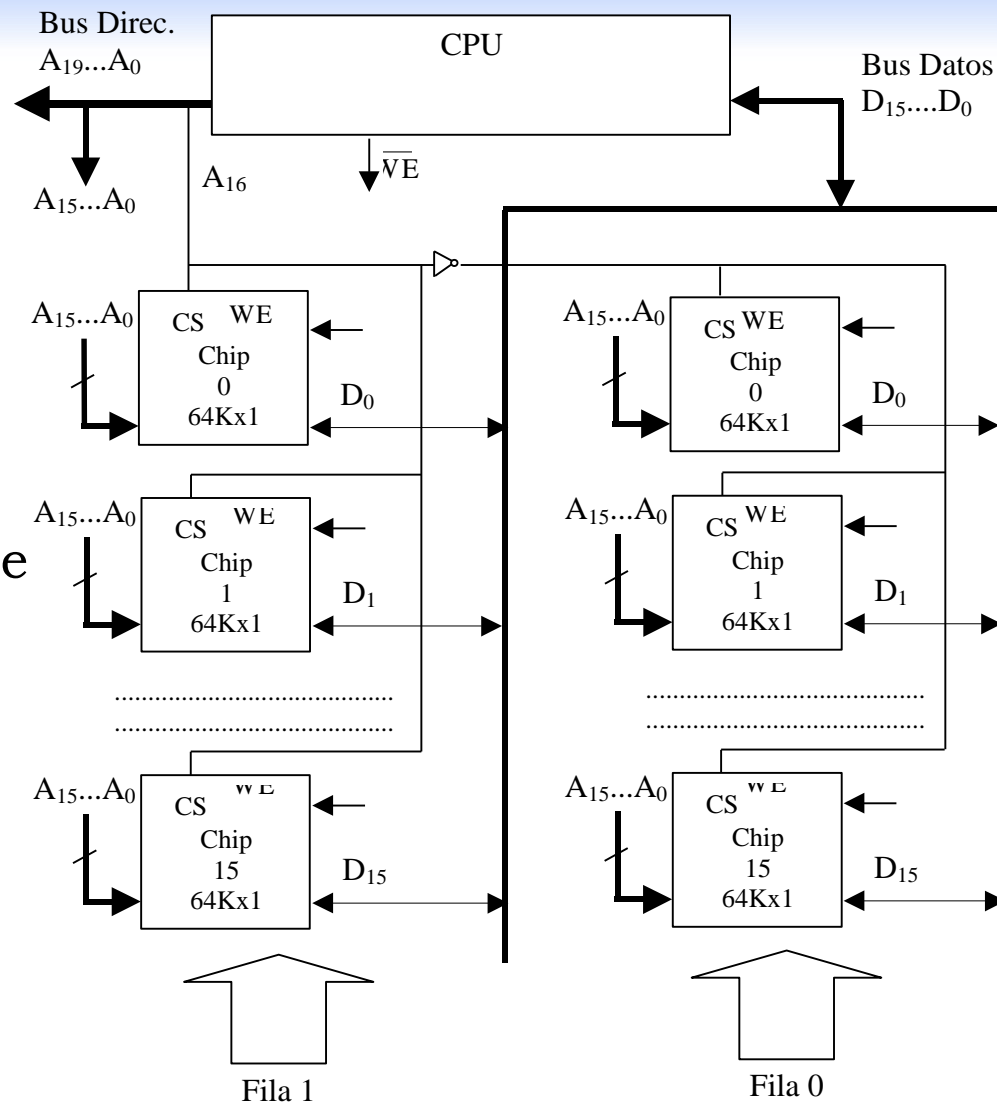 Bus Direc.
A₁₉...A₀
CPU
Bus Datos
D₁₅....D₀
A₁₆
A₁₅...A₀
A₁₅...A₀
CS WE
Chip
0
64Kx1
D₀
A₁₅...A₀
CS WE
Chip
0
64Kx1
D₀
e
A₁₅...A₀
CS WE
Chip
1
64Kx1
D₁
A₁₅...A₀
CS WE
Chip
1
64Kx1
D₁
A₁₅...A₀
CS
Chip
15
64Kx1
D₁₅
A₁₅...A₀
CS
Chip
15
64Kx1
D₁₅
Fila 1
Fila 0